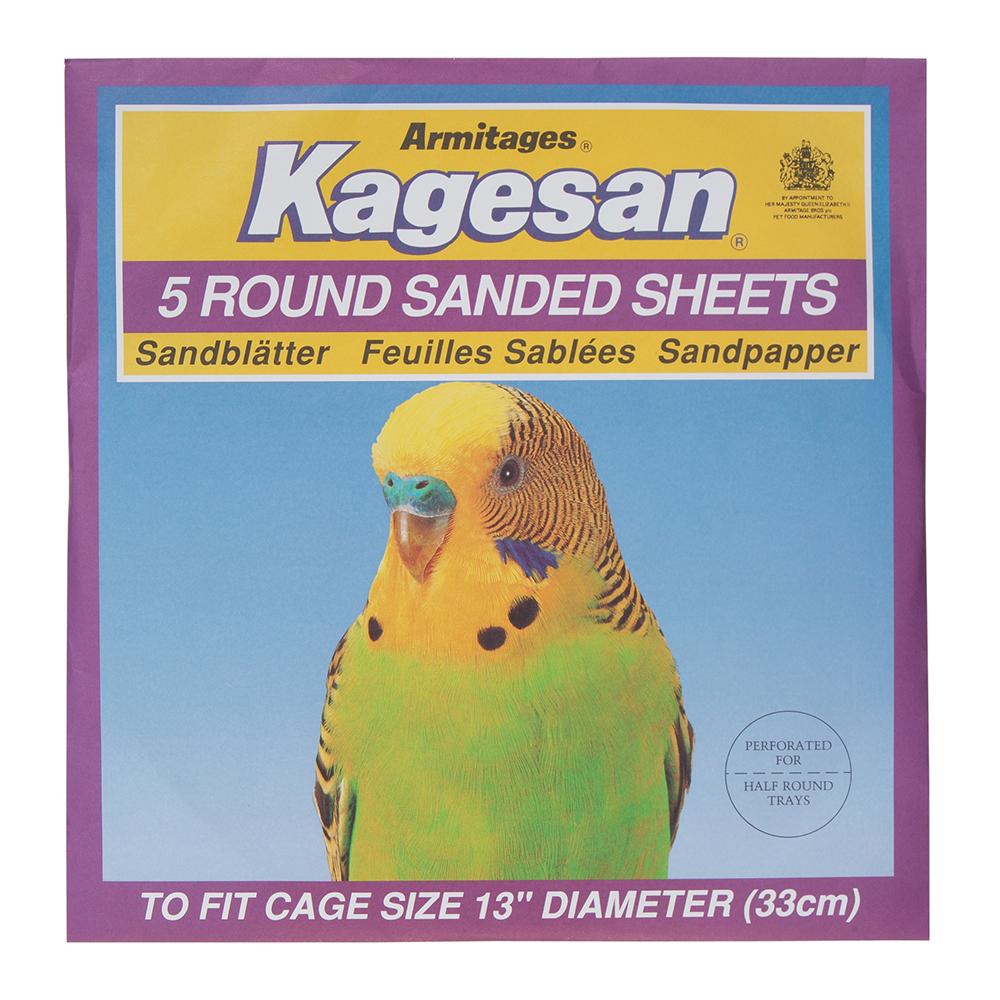 Armitages ®
Kagesan ®
BY APPOINTMENT TO
HER MAJESTY QUEEN ELIZABETH II
ARMITAGE BROS plc
PET FOOD MANUFACTURERS
5 ROUND SANDED SHEETS
Sandblätter Feuilles Sablées Sandpapper
PERFORATED
FOR
HALF ROUND
TRAYS
TO FIT CAGE SIZE 13" DIAMETER (33cm)